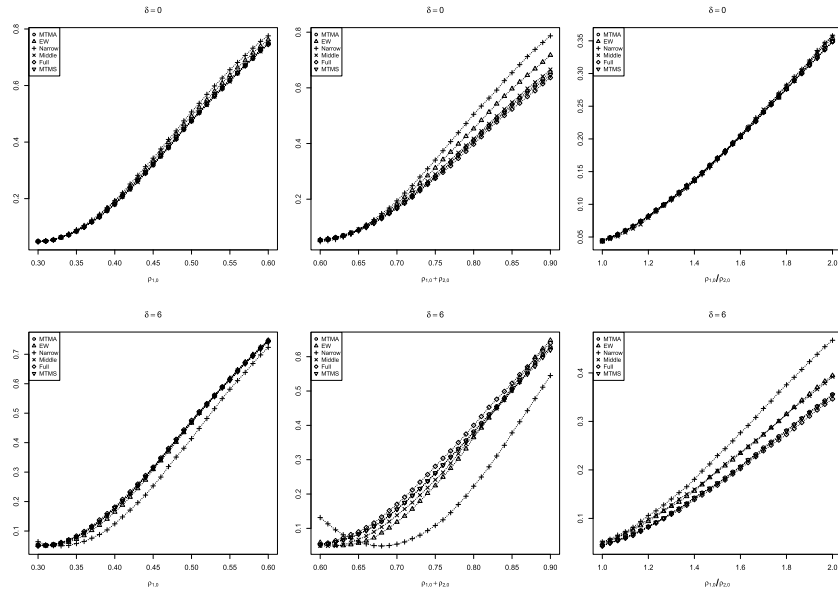 δ = 0
δ = 0
δ = 0
MTMA
EW
Narrow
Middle
Full
MTMS
0.2
0.4
0.6
0.8
0.30 0.35 0.40 0.45 0.50 0.55 0.60
ρ1,0
MTMA
EW
Narrow
Middle
Full
MTMS
0.2
0.4
0.6
0.8
0.60 0.65 0.70 0.75 0.80 0.85 0.90
ρ1,0 + ρ2,0
MTMA
EW
Narrow
Middle
Full
MTMS
0.05
0.10
0.15
0.20
0.25
0.30
0.35
1.0 1.2 1.4 1.6 1.8 2.0
ρ1,0/ρ2,0
δ = 6
δ = 6
δ = 6
MTMA
EW
Narrow
Middle
Full
MTMS
0.1
0.2
0.3
0.4
0.5
0.6
0.7
0.30 0.35 0.40 0.45 0.50 0.55 0.60
ρ1,0
MTMA
EW
Narrow
Middle
Full
MTMS
0.1
0.2
0.3
0.4
0.5
0.6
0.60 0.65 0.70 0.75 0.80 0.85 0.90
ρ1,0 + ρ2,0
MTMA
EW
Narrow
Middle
Full
MTMS
0.1
0.2
0.3
0.4
1.0 1.2 1.4 1.6 1.8 2.0
ρ1,0/ρ2,0